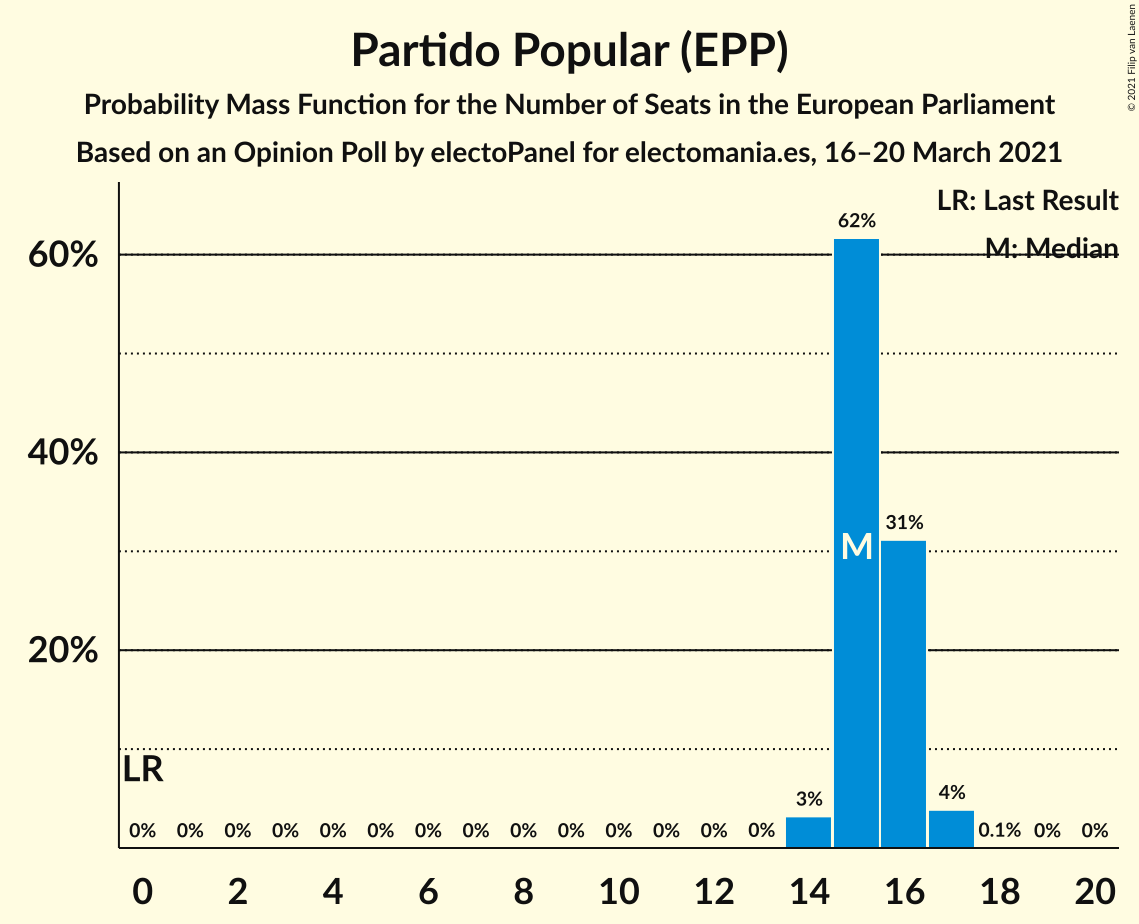 Partido Popular (EPP)
Probability Mass Function for the Number of Seats in the European Parliament
Based on an Opinion Poll by electoPanel for electomania.es, 16–20 March 2021
© 2021 Filip van Laenen
LR: Last Result
M: Median
60%
40%
20%
62%
M
31%
LR
0% 0% 0% 0% 0% 0% 0% 0% 0% 0% 0% 0% 0% 0% 3% 4% 0.1% 0% 0%
0 2 4 6 8 10 12 14 16 18 20